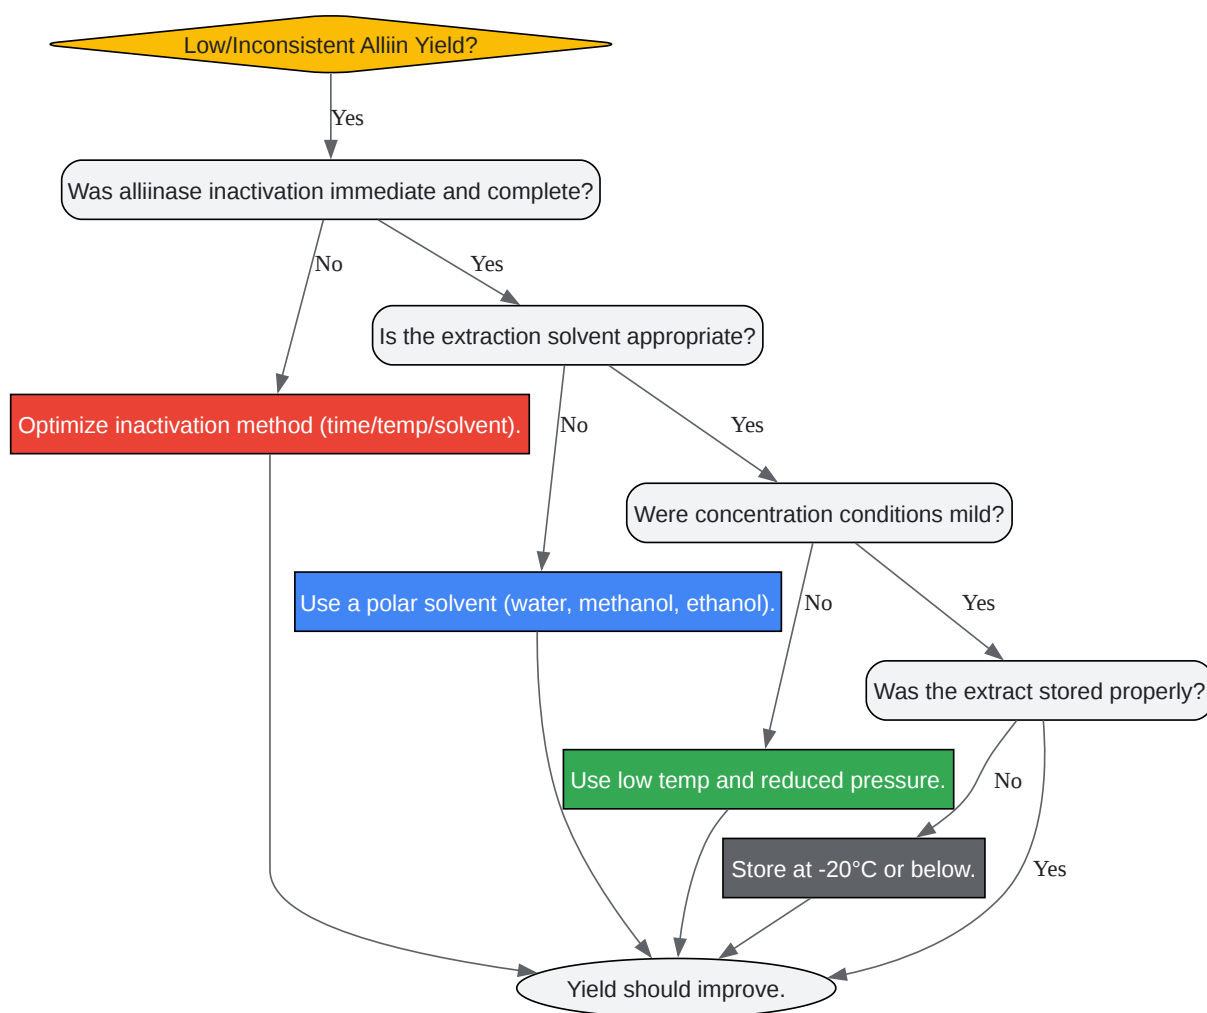 Low/Inconsistent Alliin Yield?
Yes
Was alliinase inactivation immediate and complete?
No
Yes
Is the extraction solvent appropriate?
Optimize inactivation method (time/temp/solvent).
No
Yes
Were concentration conditions mild?
Use a polar solvent (water, methanol, ethanol).
No
Yes
Was the extract stored properly?
Use low temp and reduced pressure.
No
Store at -20°C or below.
Yes
Yield should improve.